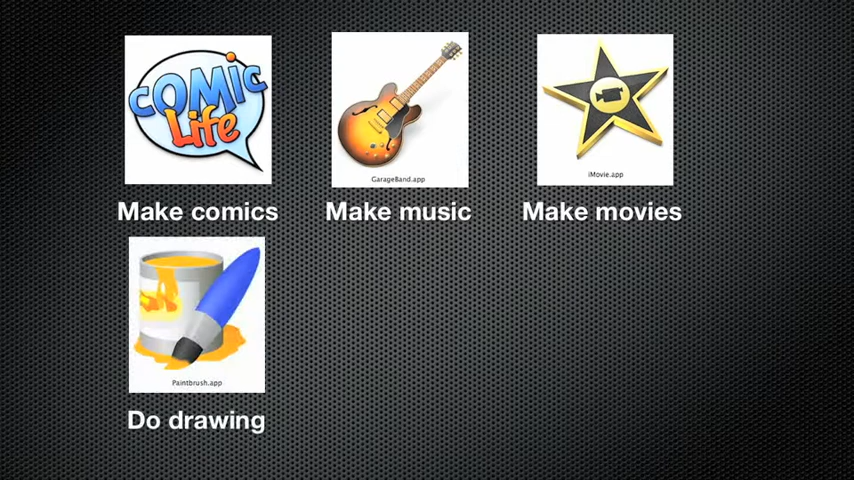 COMiC
Life
GarageBand.app
iMovie.app
Make comics
Make music
Make movies
Paintbrush.app
Do drawing